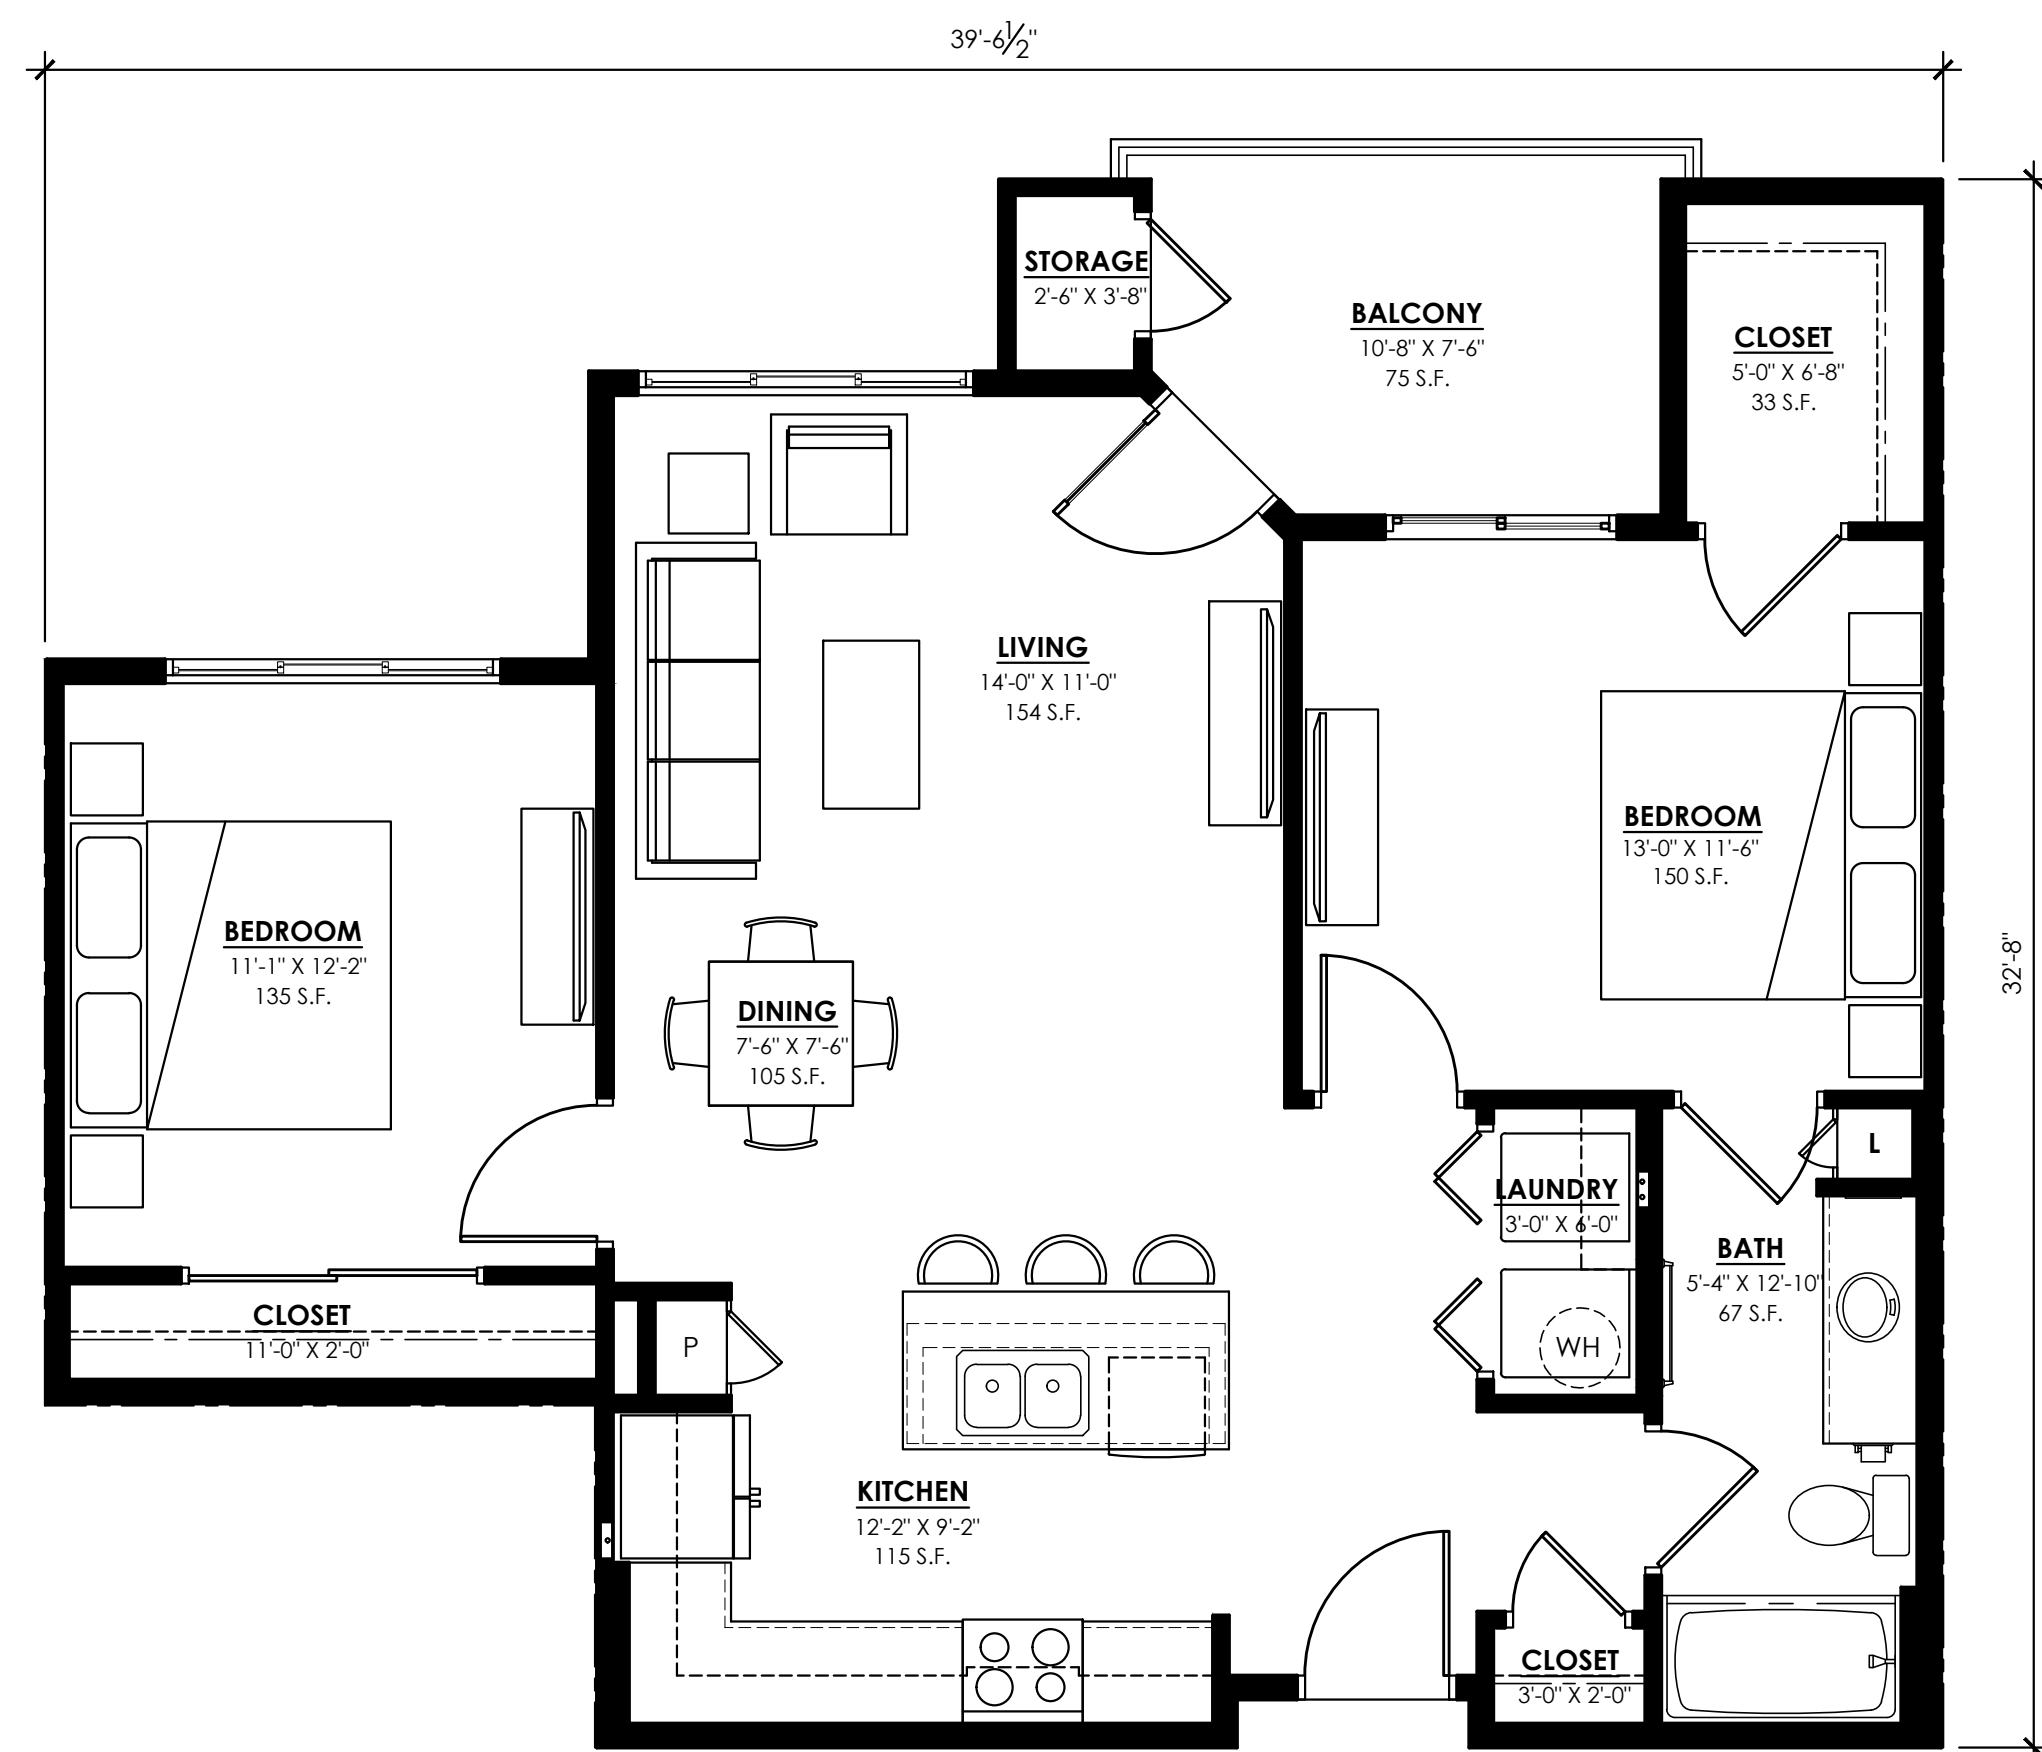 39'-6 1/2"
STORAGE
2'-6" X 3'-8"
BALCONY
10'-8" X 7'-6"
75 S.F.
CLOSET
5'-0" X 6'-8"
33 S.F.
LIVING
14'-0" X 11'-0"
154 S.F.
BEDROOM
13'-0" X 11'-6"
150 S.F.
BEDROOM
11'-1" X 12'-2"
135 S.F.
32'-8"
DINING
7'-6" X 7'-6"
105 S.F.
L
LAUNDRY
3'-0" X 6'-0"
BATH
5'-4" X 12'-10"
67 S.F.
CLOSET
11'-0" X 2'-0"
P
WH
KITCHEN
12'-2" X 9'-2"
115 S.F.
CLOSET
3'-0" X 2'-0"